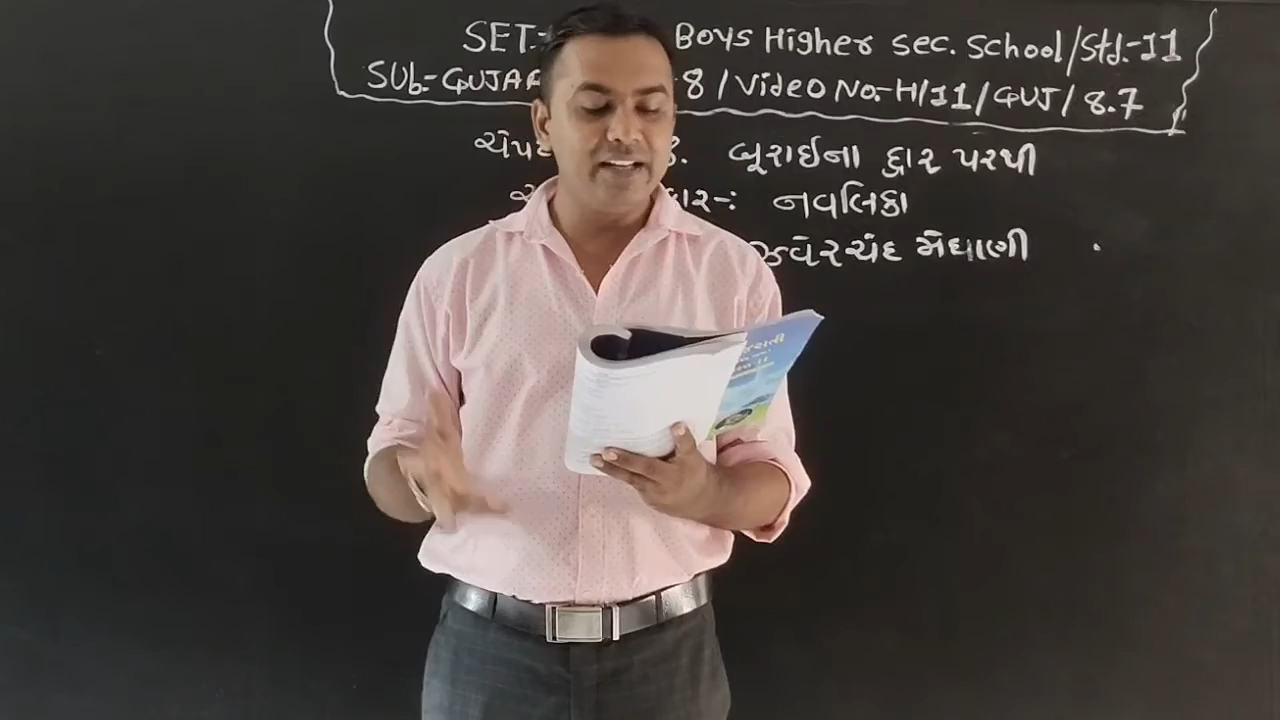 SET:- Boys Higher sec. School/Std.-11
SUb:- GUJAR 8 / Video No:-H/11/GUJ/8.7
બૂરાઈના દ્વાર પરથી
કાર-: નવલિકા
ઝવેરચંદ મેઘાણી